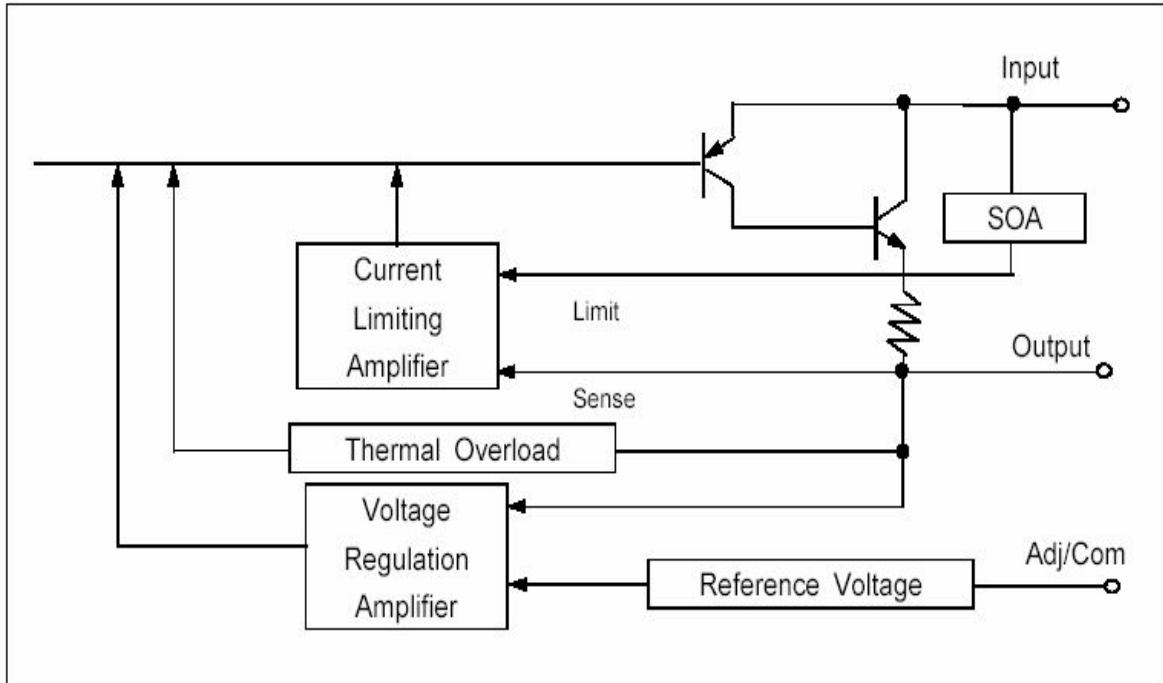 Input
SOA
Current
Limiting
Amplifier
Limit
Output
Sense
Thermal Overload
Voltage
Regulation
Amplifier
Adj/Com
Reference Voltage